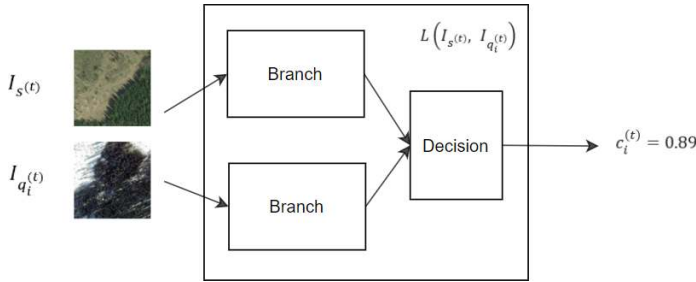 L(I_{s^{(t)}}, I_{q_i^{(t)}})
I_{s^{(t)}}
Branch
Decision
c_i^{(t)} = 0.89
I_{q_i^{(t)}}
Branch